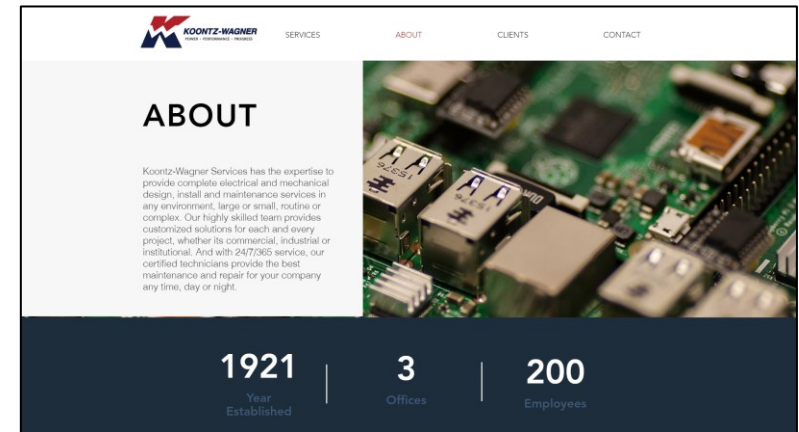 KOONTZ-WAGNER
POWER • PERFORMANCE • PROGRESS
SERVICES
ABOUT
CLIENTS
CONTACT
ABOUT
Koontz-Wagner Services has the expertise to
provide complete electrical and mechanical
design, install and maintenance services in
any environment, large or small, routine or
complex. Our highly skilled team provides
customized solutions for each and every
project, whether its commercial, industrial or
institutional. And with 24/7/365 service, our
certified technicians provide the best
maintenance and repair for your company
any time, day or night.
15376
15376
1921
Year
Established
3
Offices
200
Employees